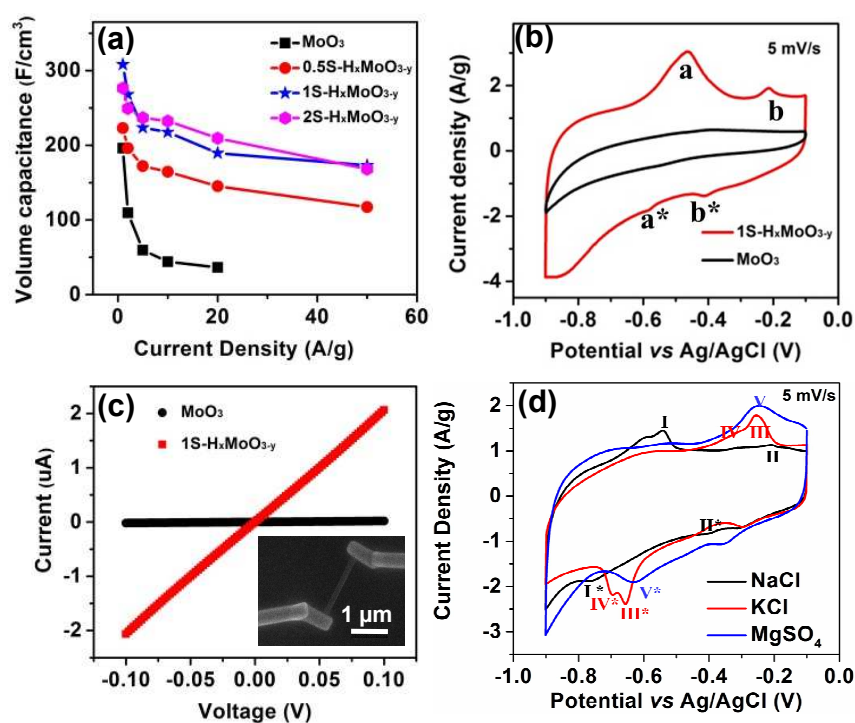 (a)
MoO₃
0.5S-HxMoO3-y
1S-HxMoO3-y
2S-HxMoO3-y
300
200
100
0
0
20
40
60
Volume capacitance (F/cm³)
Current Density (A/g)
(b)
5 mV/s
a
b
a*
b*
1S-HxMoO3-y
MoO₃
4
2
0
-2
-4
-1.0
-0.8
-0.6
-0.4
-0.2
0.0
Current density (A/g)
Potential vs Ag/AgCl (V)
(c)
MoO₃
1S-HxMoO3-y
2
1
0
-1
-2
-0.10
-0.05
0.00
0.05
0.10
1 µm
Current (uA)
Voltage (V)
(d)
5 mV/s
I
IV
III
V
II
II*
I*
IV*
III*
V*
NaCl
KCl
MgSO₄
2
1
0
-1
-2
-3
-1.0
-0.8
-0.6
-0.4
-0.2
0.0
Current Density (A/g)
Potential vs Ag/AgCl (V)